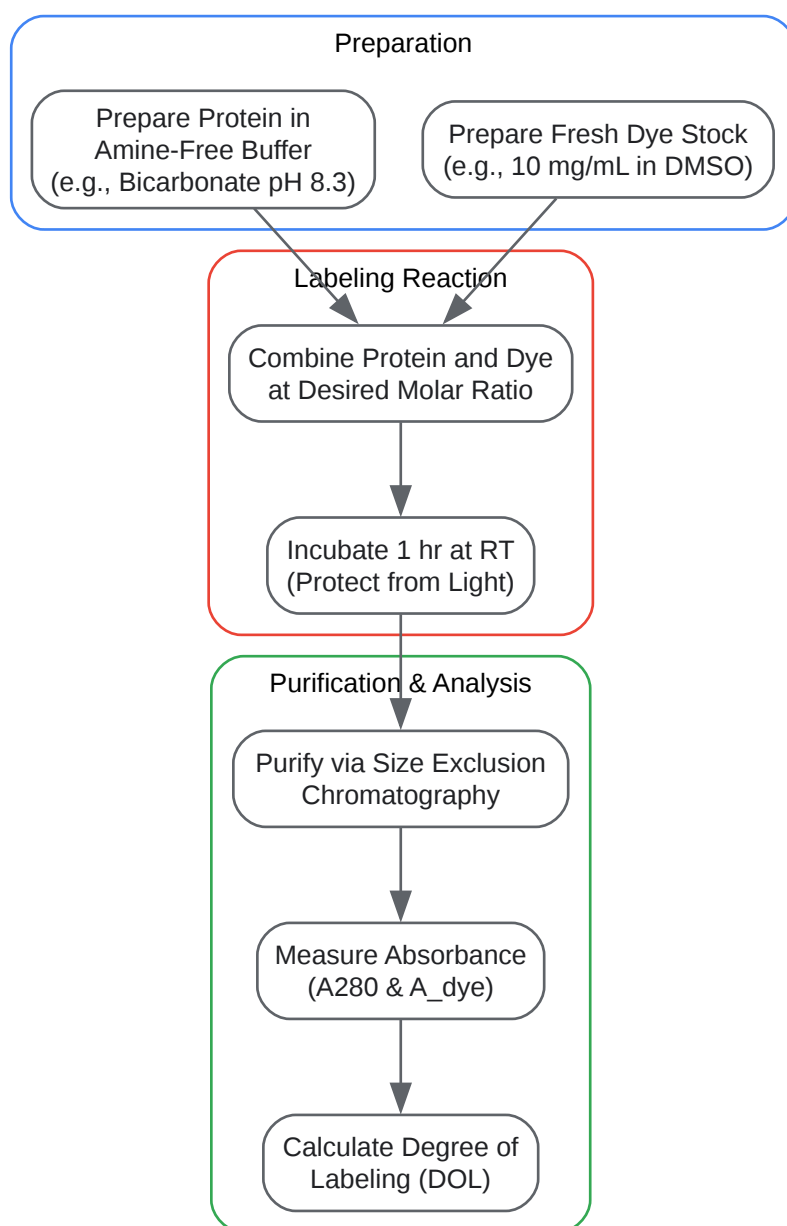 Preparation
Prepare Protein in
Amine-Free Buffer
(e.g., Bicarbonate pH 8.3)
Prepare Fresh Dye Stock
(e.g., 10 mg/mL in DMSO)
Labeling Reaction
Combine Protein and Dye
at Desired Molar Ratio
Incubate 1 hr at RT
(Protect from Light)
Purification & Analysis
Purify via Size Exclusion
Chromatography
Measure Absorbance
(A280 & A_dye)
Calculate Degree of
Labeling (DOL)